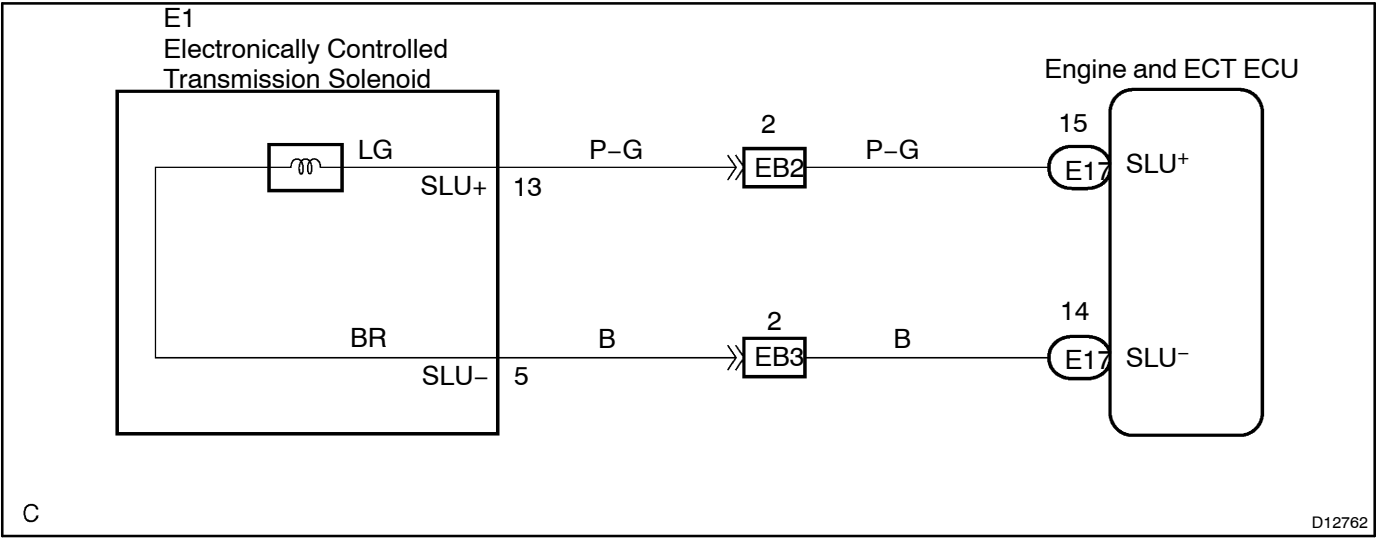 E1
Electronically Controlled
Transmission Solenoid
Engine and ECT ECU
LG
P−G
2
EB2
P−G
15
E17
SLU+
SLU+
13
BR
B
2
EB3
B
14
E17
SLU−
SLU−
5
C
D12762